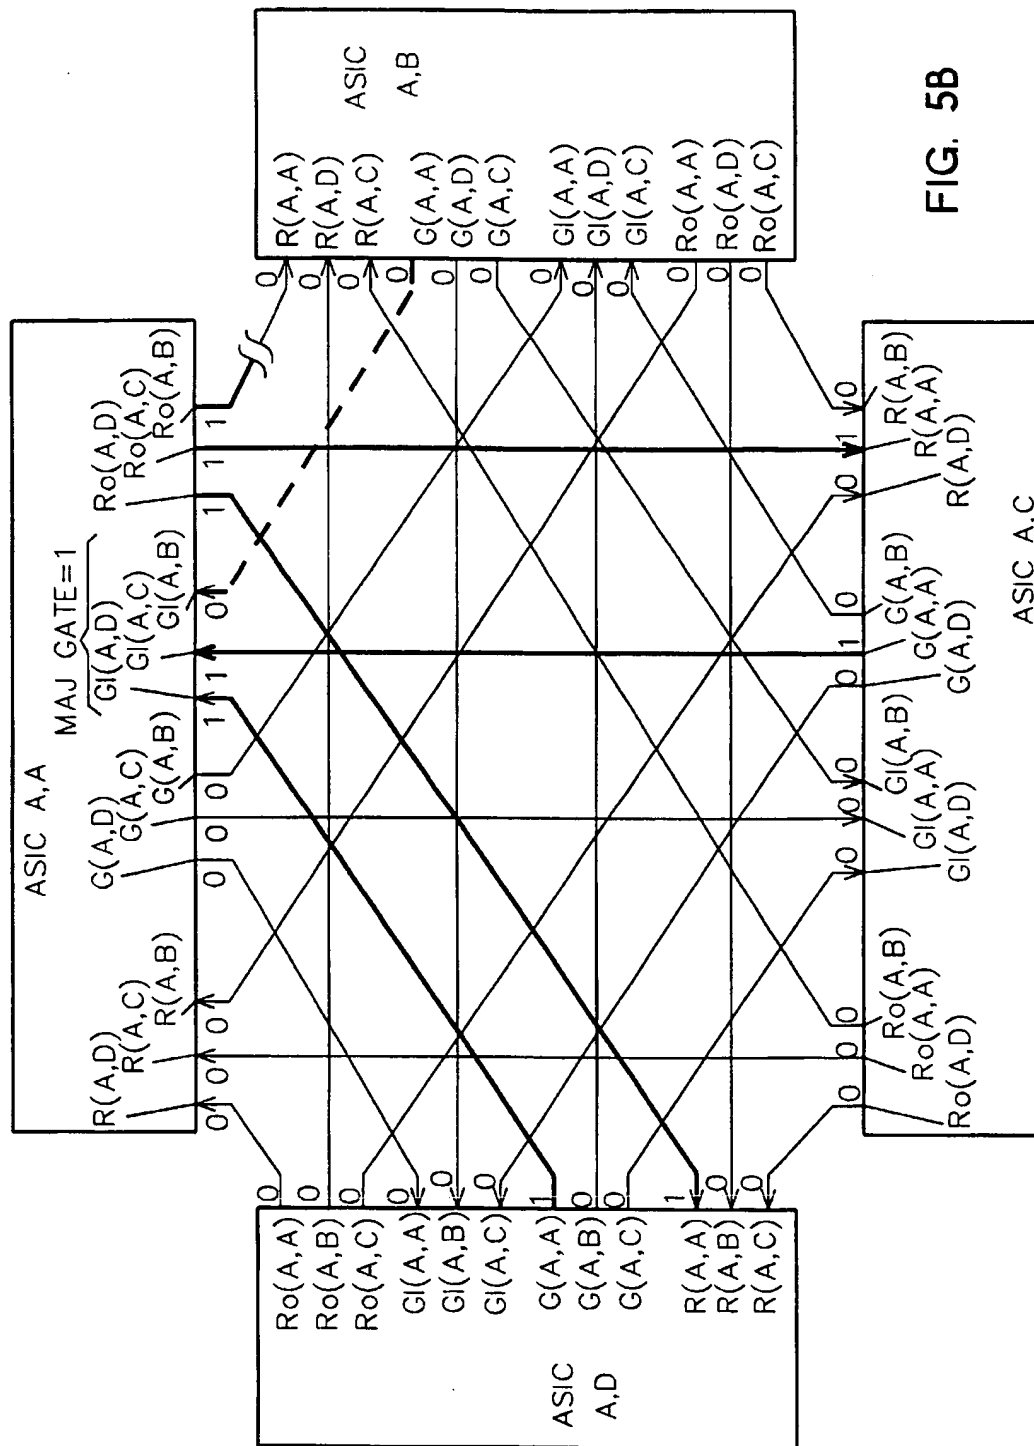 ASIC A,A
MAJ GATE=1
R(A,D)
R(A,C)
R(A,B)
G(A,D)
G(A,C)
G(A,B)
GI(A,D)
GI(A,C)
GI(A,B)
Ro(A,D)
Ro(A,C)
Ro(A,B)
0 0 0 0 0 0 1 1 0 1 1 1
ASIC
A,D
Ro(A,A) 0
Ro(A,B) 0
Ro(A,C) 0
GI(A,A) 0
GI(A,B) 0
GI(A,C) 0
G(A,A) 1
G(A,B) 0
G(A,C) 0
R(A,A) 1
R(A,B) 0
R(A,C) 0
ASIC
A,B
0 R(A,A)
0 R(A,D)
0 R(A,C)
0 G(A,A)
0 G(A,D)
0 G(A,C)
0 GI(A,A)
0 GI(A,D)
0 GI(A,C)
0 Ro(A,A)
0 Ro(A,D)
0 Ro(A,C)
0 0 0 0 0 0 0 1 0 0 1 0
Ro(A,B)
Ro(A,A)
Ro(A,D)
GI(A,B)
GI(A,A)
GI(A,D)
G(A,B)
G(A,A)
G(A,D)
R(A,B)
R(A,A)
R(A,D)
ASIC A,C
FIG. 5B